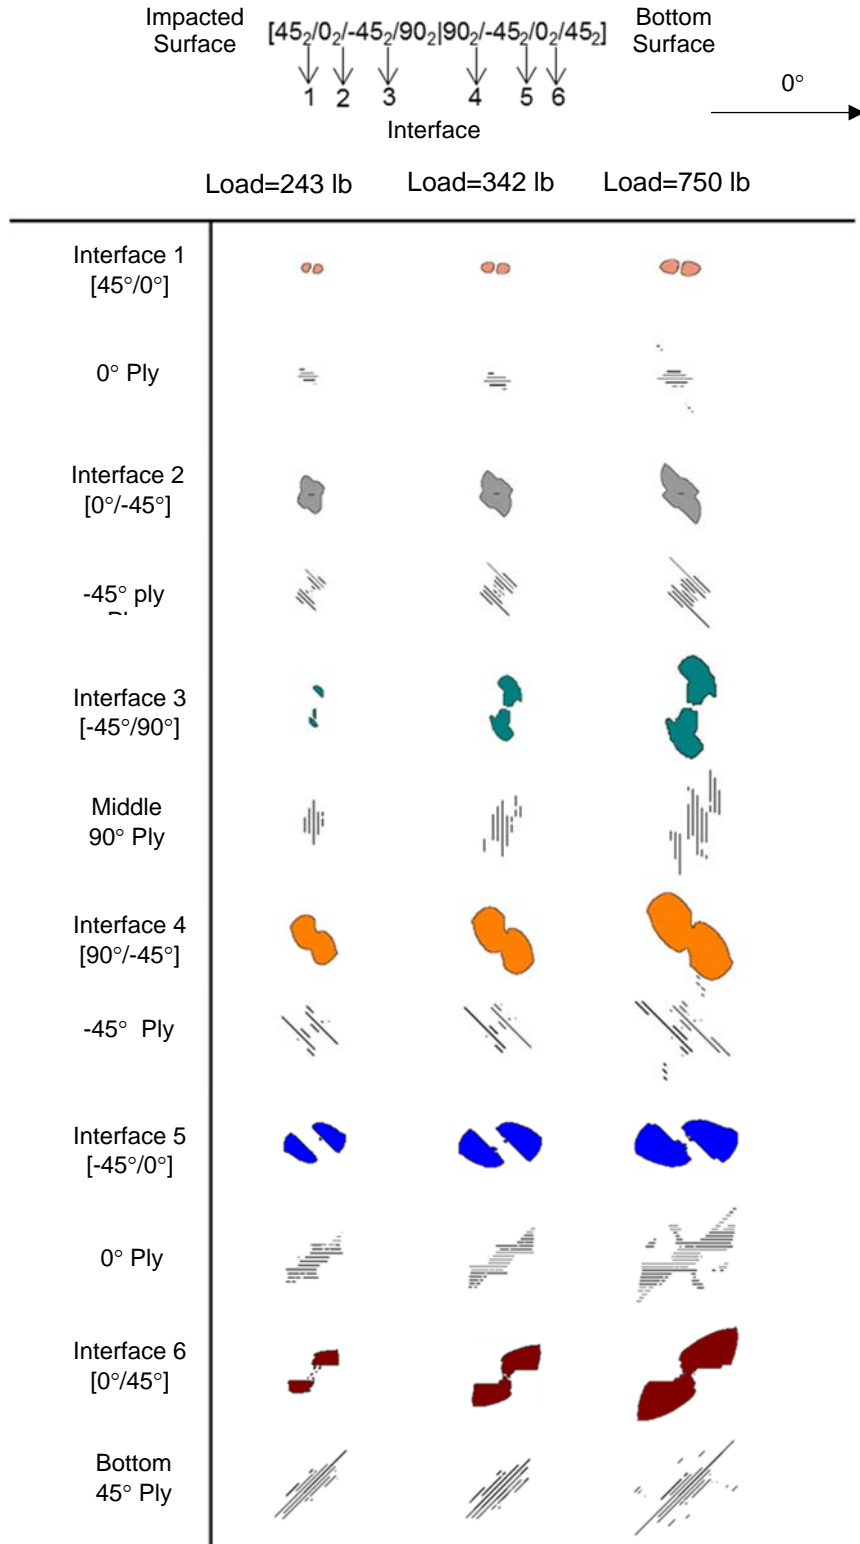 Impacted Surface
[45₂/0₂/-45₂/90₂|90₂/-45₂/0₂/45₂]
Bottom Surface
1 2 3 4 5 6
Interface
0°
Load=243 lb Load=342 lb Load=750 lb
Interface 1
[45°/0°]
0° Ply
Interface 2
[0°/-45°]
-45° ply
Interface 3
[-45°/90°]
Middle
90° Ply
Interface 4
[90°/-45°]
-45° Ply
Interface 5
[-45°/0°]
0° Ply
Interface 6
[0°/45°]
Bottom
45° Ply